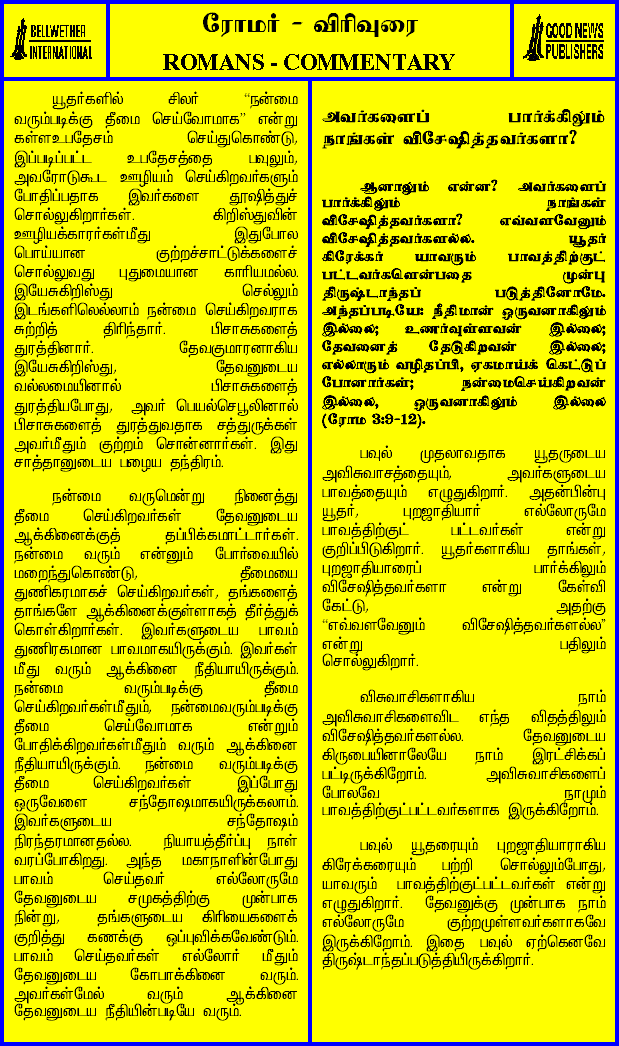 BELLWETHER
INTERNATIONAL
ரோமர் - விரிவுரை
ROMANS - COMMENTARY
GOOD NEWS
PUBLISHERS
யூதர்களில் சிலர் “நன்மை
வரும்படிக்கு தீமை செய்வோமாக” என்று
கள்ளஉபதேசம் செய்துகொண்டு,
இப்படிப்பட்ட உபதேசத்தை பவுலும்,
அவரோடுகூட ஊழியம் செய்கிறவர்களும்
போதிப்பதாக இவர்களை தூஷித்துச்
சொல்லுகிறார்கள். கிறிஸ்துவின்
ஊழியக்காரர்கள்மீது இதுபோல
பொய்யான குற்றச்சாட்டுக்களைச்
சொல்லுவது புதுமையான காரியமல்ல.
இயேசுகிறிஸ்து செல்லும்
இடங்களிலெல்லாம் நன்மை செய்கிறவராக
சுற்றித் திரிந்தார். பிசாசுகளைத்
துரத்தினார். தேவகுமாரனாகிய
இயேசுகிறிஸ்து, தேவனுடைய
வல்லமையினால் பிசாசுகளைத்
துரத்தியபோது, அவர் பெயல்செபூலினால்
பிசாசுகளைத் துரத்துவதாக சத்துருக்கள்
அவர்மீதும் குற்றம் சொன்னார்கள். இது
சாத்தானுடைய பழைய தந்திரம்.
நன்மை வருமென்று நினைத்து
தீமை செய்கிறவர்கள் தேவனுடைய
ஆக்கினைக்குத் தப்பிக்கமாட்டார்கள்.
நன்மை வரும் என்னும் போர்வையில்
மறைந்துகொண்டு, தீமையை
துணிகரமாகச் செய்கிறவர்கள், தங்களைத்
தாங்களே ஆக்கினைக்குள்ளாகத் தீர்த்துக்
கொள்கிறார்கள். இவர்களுடைய பாவம்
துணிரகமான பாவமாகயிருக்கும். இவர்கள்
மீது வரும் ஆக்கினை நீதியாயிருக்கும்.
நன்மை வரும்படிக்கு தீமை
செய்கிறவர்கள்மீதும், நன்மைவரும்படிக்கு
தீமை செய்வோமாக என்றும்
போதிக்கிறவர்கள்மீதும் வரும் ஆக்கினை
நீதியாயிருக்கும். நன்மை வரும்படிக்கு
தீமை செய்கிறவர்கள் இப்போது
ஒருவேளை சந்தோஷமாகயிருக்கலாம்.
இவர்களுடைய சந்தோஷம்
நிரந்தரமானதல்ல. நியாயத்தீர்ப்பு நாள்
வரப்போகிறது. அந்த மகாநாளின்போது
பாவம் செய்தவர் எல்லோருமே
தேவனுடைய சமுகத்திற்கு முன்பாக
நின்று, தங்களுடைய கிரியைகளைக்
குறித்து கணக்கு ஒப்புவிக்கவேண்டும்.
பாவம் செய்தவர்கள் எல்லோர் மீதும்
தேவனுடைய கோபாக்கினை வரும்.
அவர்கள்மேல் வரும் ஆக்கினை
தேவனுடைய நீதியின்படியே வரும்.
அவர்களைப் பார்க்கிலும்
நாங்கள் விசேஷித்தவர்களா?
ஆனாலும் என்ன? அவர்களைப்
பார்க்கிலும் நாங்கள்
விசேஷித்தவர்களா? எவ்வளவேனும்
விசேஷித்தவர்களல்ல. யூதர்
கிரேக்கர் யாவரும் பாவத்திற்குட்
பட்டவர்களென்பதை முன்பு
திருஷ்டாந்தப் படுத்தினோமே.
அந்தப்படியே: நீதிமான் ஒருவனாகிலும்
இல்லை; உணர்வுள்ளவன் இல்லை;
தேவனைத் தேடுகிறவன் இல்லை;
எல்லாரும் வழிதப்பி, ஏகமாய்க் கெட்டுப்
போனார்கள்; நன்மைசெய்கிறவன்
இல்லை, ஒருவனாகிலும் இல்லை
(ரோம 3:9-12).
பவுல் முதலாவதாக யூதருடைய
அவிசுவாசத்தையும், அவர்களுடைய
பாவத்தையும் எழுதுகிறார். அதன்பின்பு
யூதர், புறஜாதியார் எல்லோருமே
பாவத்திற்குட் பட்டவர்கள் என்று
குறிப்பிடுகிறார். யூதர்களாகிய தாங்கள்,
புறஜாதியாரைப் பார்க்கிலும்
விசேஷித்தவர்களா என்று கேள்வி
கேட்டு, அதற்கு
“எவ்வளவேனும் விசேஷித்தவர்களல்ல”
என்று பதிலும்
சொல்லுகிறார்.
விசுவாசிகளாகிய நாம்
அவிசுவாசிகளைவிட எந்த விதத்திலும்
விசேஷித்தவர்களல்ல. தேவனுடைய
கிருபையினாலேயே நாம் இரட்சிக்கப்
பட்டிருக்கிறோம். அவிசுவாசிகளைப்
போலவே நாமும்
பாவத்திற்குட்பட்டவர்களாக இருக்கிறோம்.
பவுல் யூதரையும் புறஜாதியாராகிய
கிரேக்கரையும் பற்றி சொல்லும்போது,
யாவரும் பாவத்திற்குட்பட்டவர்கள் என்று
எழுதுகிறார். தேவனுக்கு முன்பாக நாம்
எல்லோருமே குற்றமுள்ளவர்களாகவே
இருக்கிறோம். இதை பவுல் ஏற்கெனவே
திருஷ்டாந்தப்படுத்தியிருக்கிறார்.